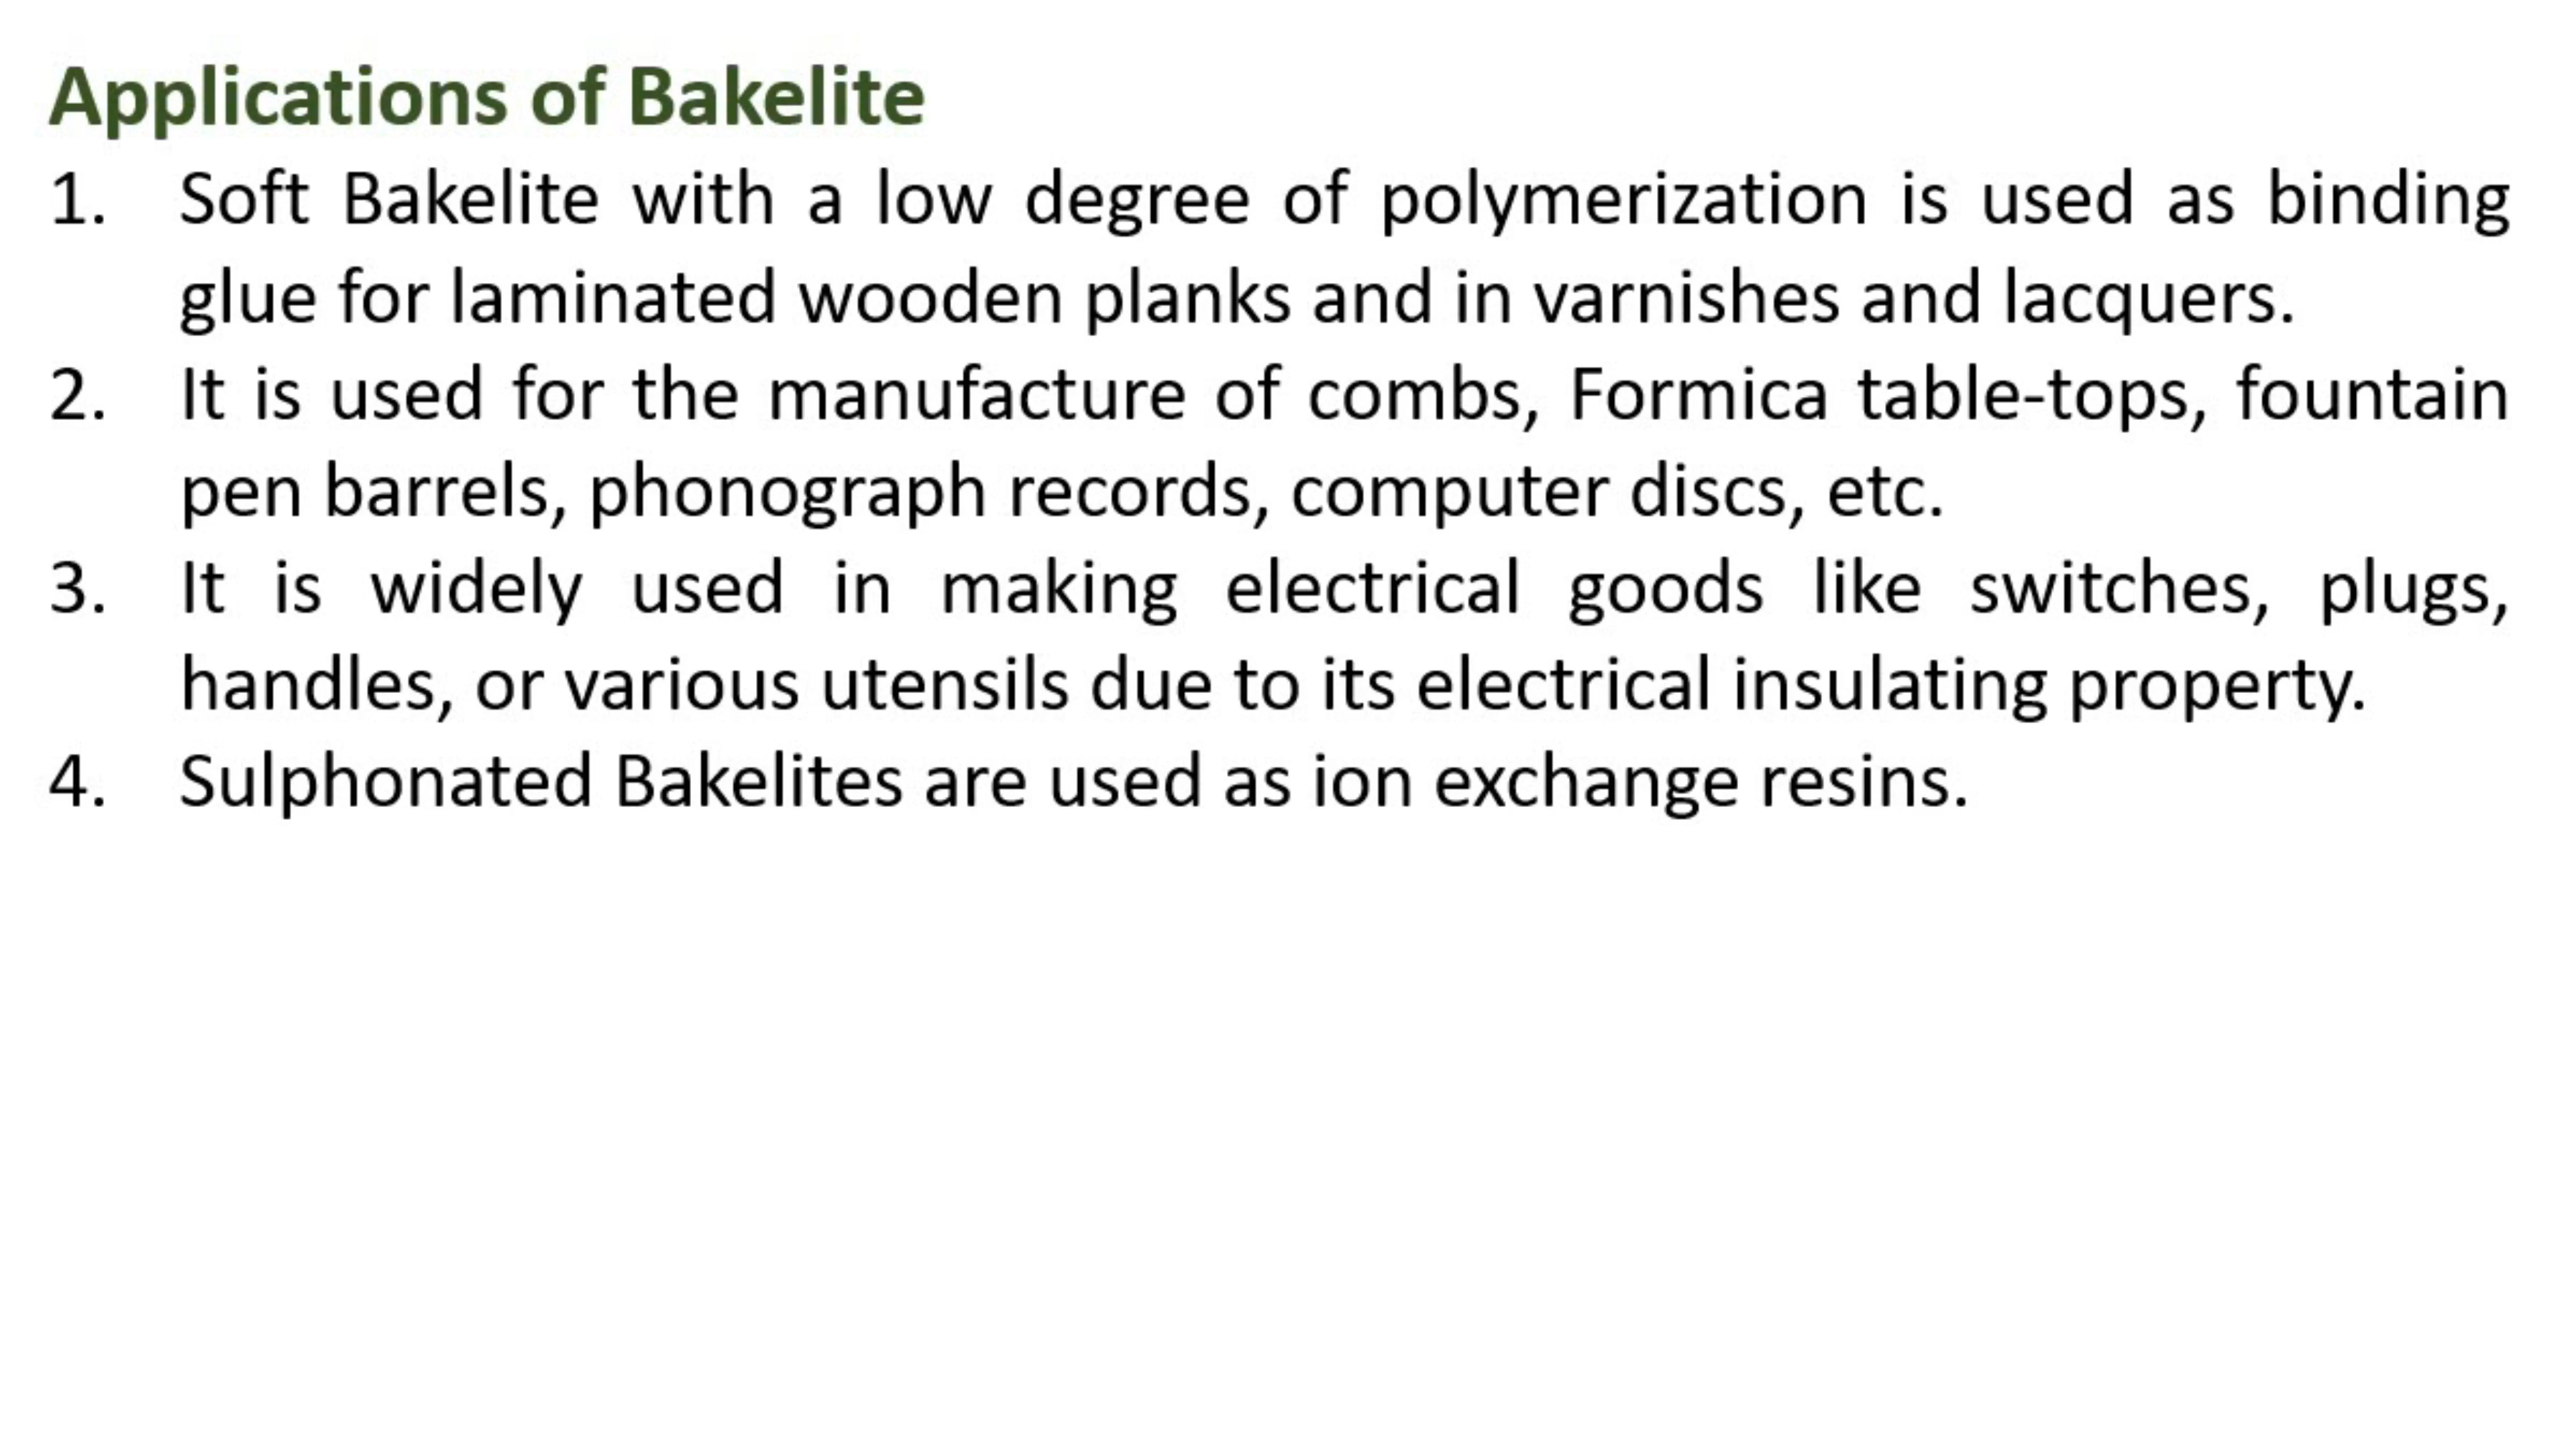 Applications of Bakelite
1. Soft Bakelite with a low degree of polymerization is used as binding
glue for laminated wooden planks and in varnishes and lacquers.
2. It is used for the manufacture of combs, Formica table-tops, fountain
pen barrels, phonograph records, computer discs, etc.
3. It is widely used in making electrical goods like switches, plugs,
handles, or various utensils due to its electrical insulating property.
4. Sulphonated Bakelites are used as ion exchange resins.